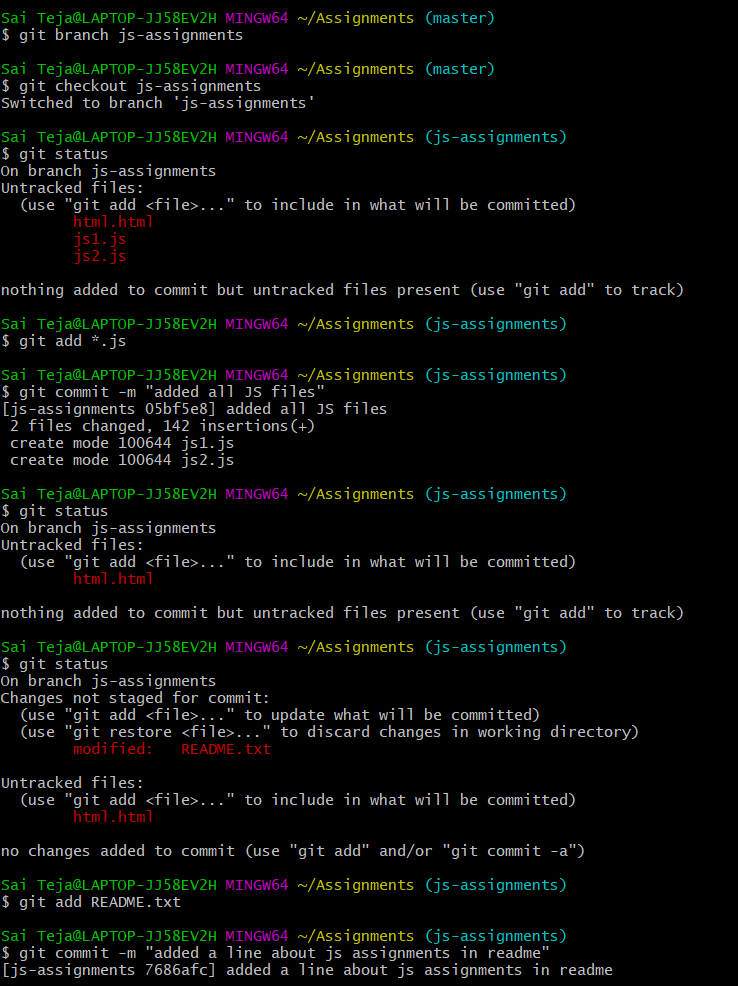 Sai Teja@LAPTOP-JJ58EV2H MINGW64 ~/Assignments (master)
$ git branch js-assignments

Sai Teja@LAPTOP-JJ58EV2H MINGW64 ~/Assignments (master)
$ git checkout js-assignments
Switched to branch 'js-assignments'

Sai Teja@LAPTOP-JJ58EV2H MINGW64 ~/Assignments (js-assignments)
$ git status
On branch js-assignments
Untracked files:
  (use "git add <file>..." to include in what will be committed)
        html.html
        js1.js
        js2.js

nothing added to commit but untracked files present (use "git add" to track)

Sai Teja@LAPTOP-JJ58EV2H MINGW64 ~/Assignments (js-assignments)
$ git add *.js

Sai Teja@LAPTOP-JJ58EV2H MINGW64 ~/Assignments (js-assignments)
$ git commit -m "added all JS files"
[js-assignments 05bf5e8] added all JS files
 2 files changed, 142 insertions(+)
 create mode 100644 js1.js
 create mode 100644 js2.js

Sai Teja@LAPTOP-JJ58EV2H MINGW64 ~/Assignments (js-assignments)
$ git status
On branch js-assignments
Untracked files:
  (use "git add <file>..." to include in what will be committed)
        html.html

nothing added to commit but untracked files present (use "git add" to track)

Sai Teja@LAPTOP-JJ58EV2H MINGW64 ~/Assignments (js-assignments)
$ git status
On branch js-assignments
Changes not staged for commit:
  (use "git add <file>..." to update what will be committed)
  (use "git restore <file>..." to discard changes in working directory)
        modified:   README.txt

Untracked files:
  (use "git add <file>..." to include in what will be committed)
        html.html

no changes added to commit (use "git add" and/or "git commit -a")

Sai Teja@LAPTOP-JJ58EV2H MINGW64 ~/Assignments (js-assignments)
$ git add README.txt

Sai Teja@LAPTOP-JJ58EV2H MINGW64 ~/Assignments (js-assignments)
$ git commit -m "added a line about js assignments in readme"
[js-assignments 7686afc] added a line about js assignments in readme